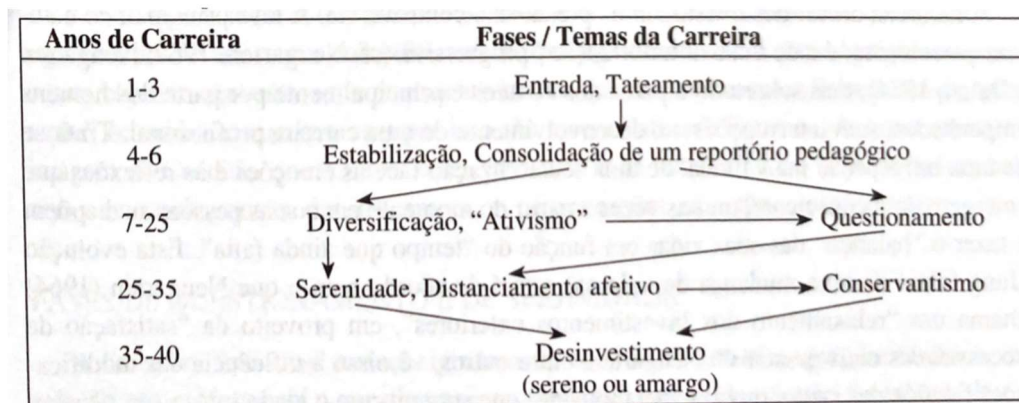 Anos de Carreira Fases / Temas da Carreira
1-3 Entrada, Tateamento
4-6 Estabilização, Consolidação de um reportório pedagógico
7-25 Diversificação, “Ativismo” Questionamento
25-35 Serenidade, Distanciamento afetivo Conservantismo
35-40 Desinvestimento
(sereno ou amargo)